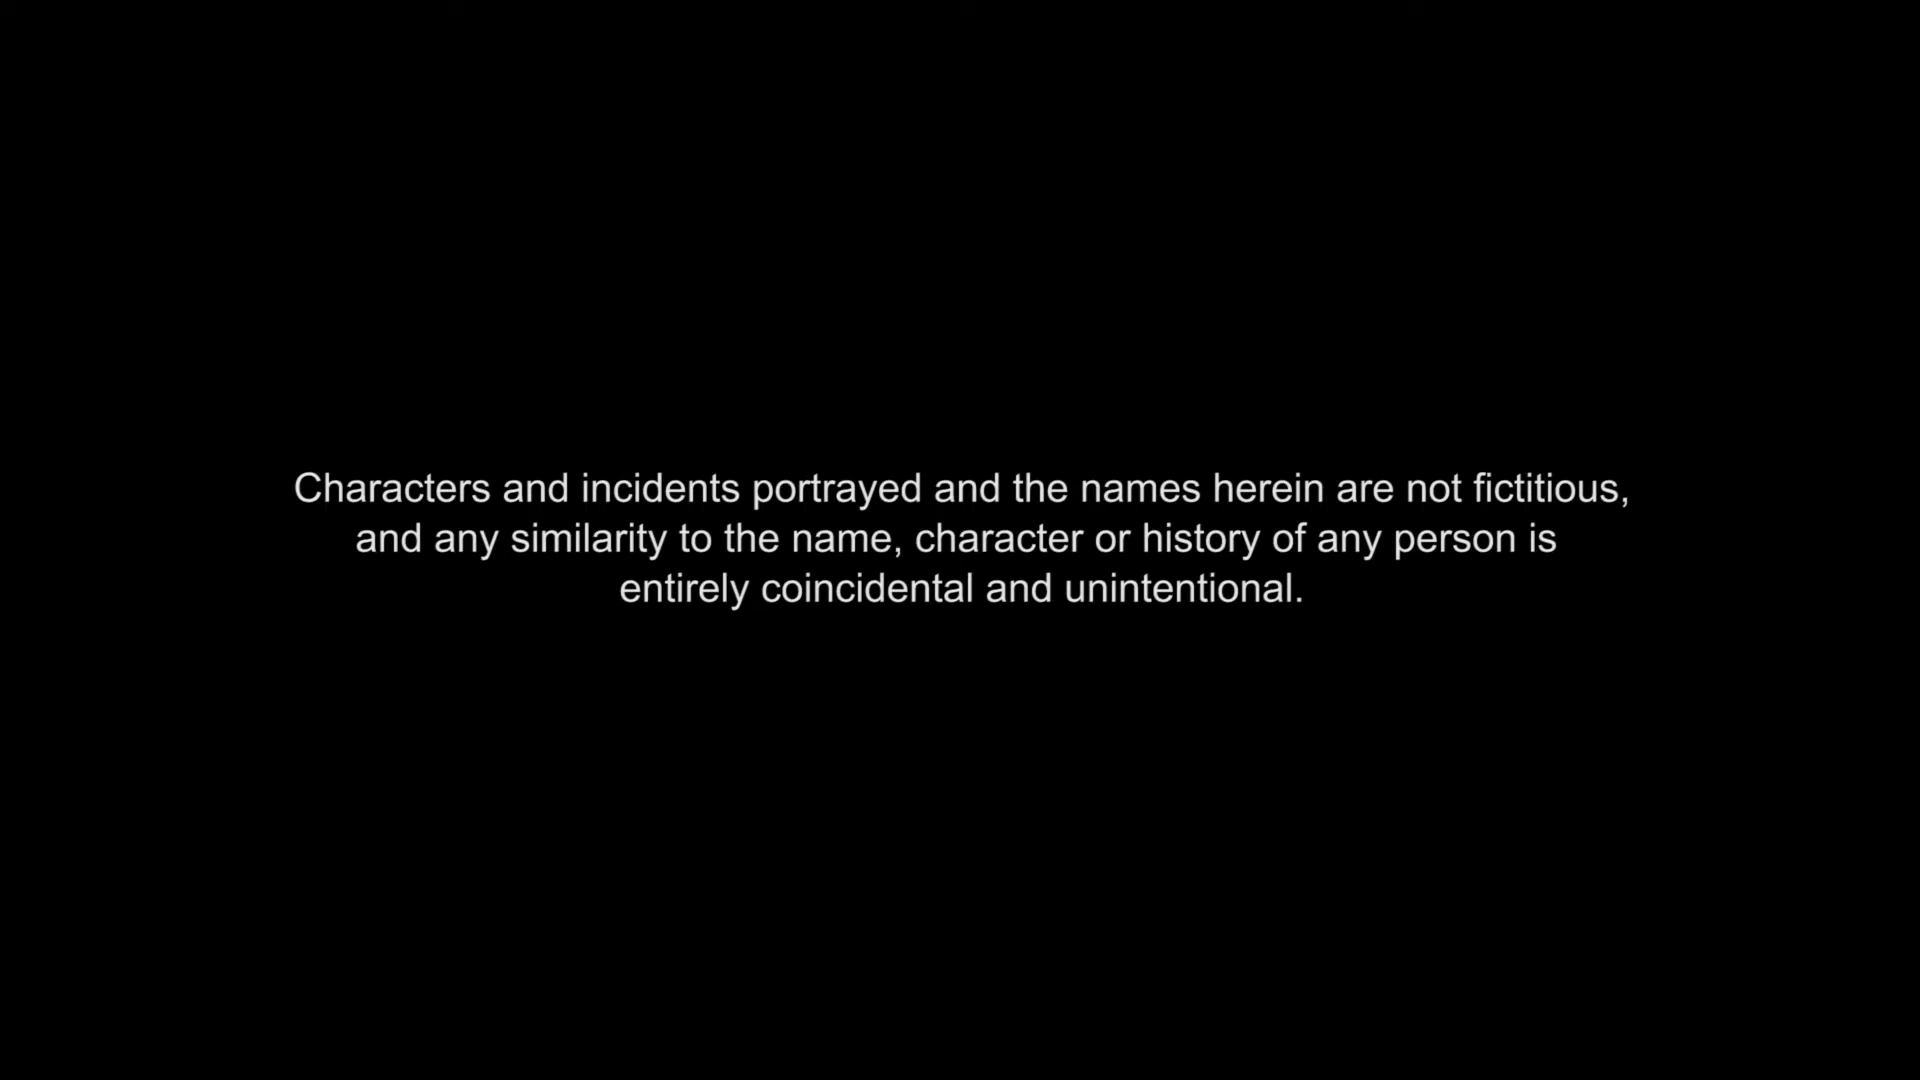 Characters and incidents portrayed and the names herein are not fictitious,
and any similarity to the name, character or history of any person is
entirely coincidental and unintentional.